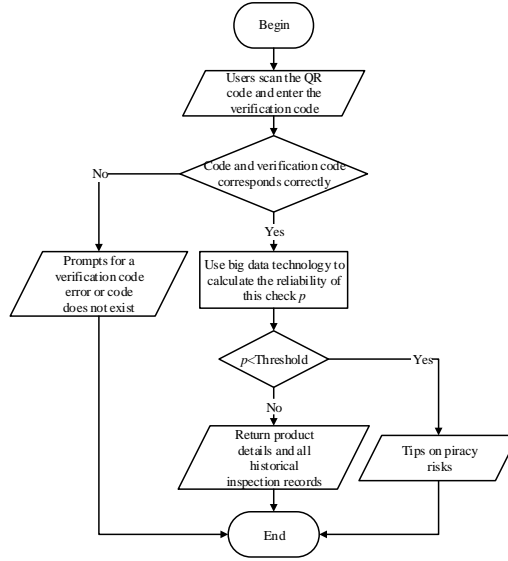 Begin
Users scan the QR
code and enter the
verification code
Code and verification code
corresponds correctly
No
Yes
Prompts for a
verification code
error or code
does not exist
Use big data technology to
calculate the reliability of
this check p
p<Threshold
Yes
No
Return product
details and all
historical
inspection records
Tips on piracy
risks
End